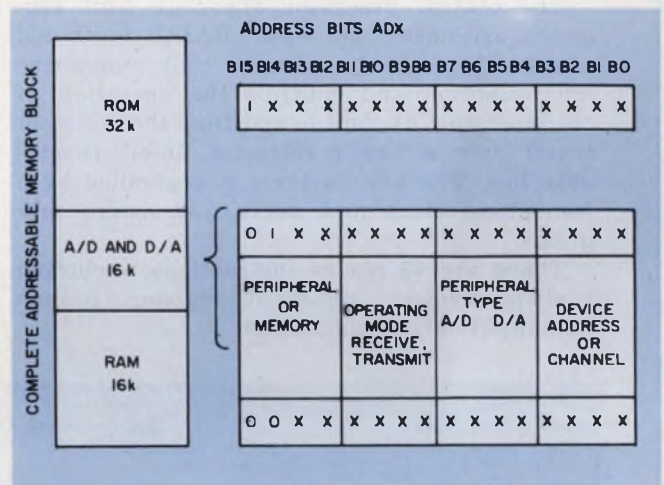 ADDRESS BITS ADX
B15 B14 B13 B12 B11 B10 B9 B8 B7 B6 B5 B4 B3 B2 B1 B0
COMPLETE ADDRESSABLE MEMORY BLOCK
ROM
32k
1 X X X X X X X X X X X X X X X
A/D AND D/A
16k
0 1 X X X X X X X X X X X X X X
PERIPHERAL
OR
MEMORY
OPERATING
MODE
RECEIVE,
TRANSMIT
PERIPHERAL
TYPE
A/D D/A
DEVICE
ADDRESS
OR
CHANNEL
RAM
16k
0 0 X X X X X X X X X X X X X X